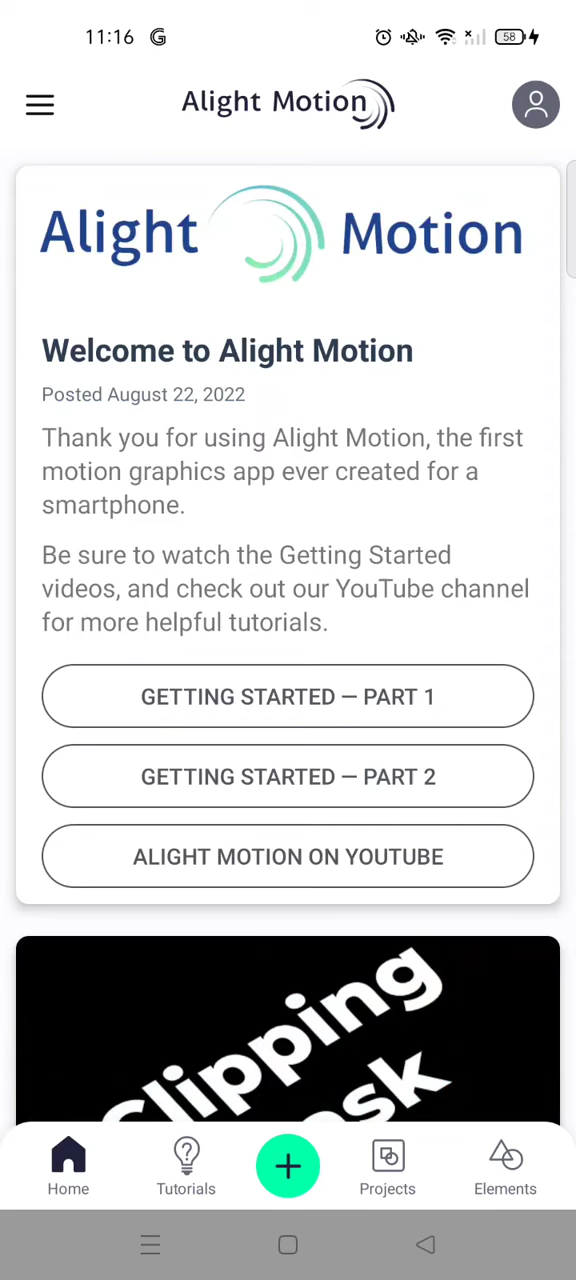 11:16 G 58
Alight Motion
Alight Motion
Welcome to Alight Motion
Posted August 22, 2022
Thank you for using Alight Motion, the first
motion graphics app ever created for a
smartphone.
Be sure to watch the Getting Started
videos, and check out our YouTube channel
for more helpful tutorials.
GETTING STARTED — PART 1
GETTING STARTED — PART 2
ALIGHT MOTION ON YOUTUBE
Clipping
Home Tutorials Projects Elements